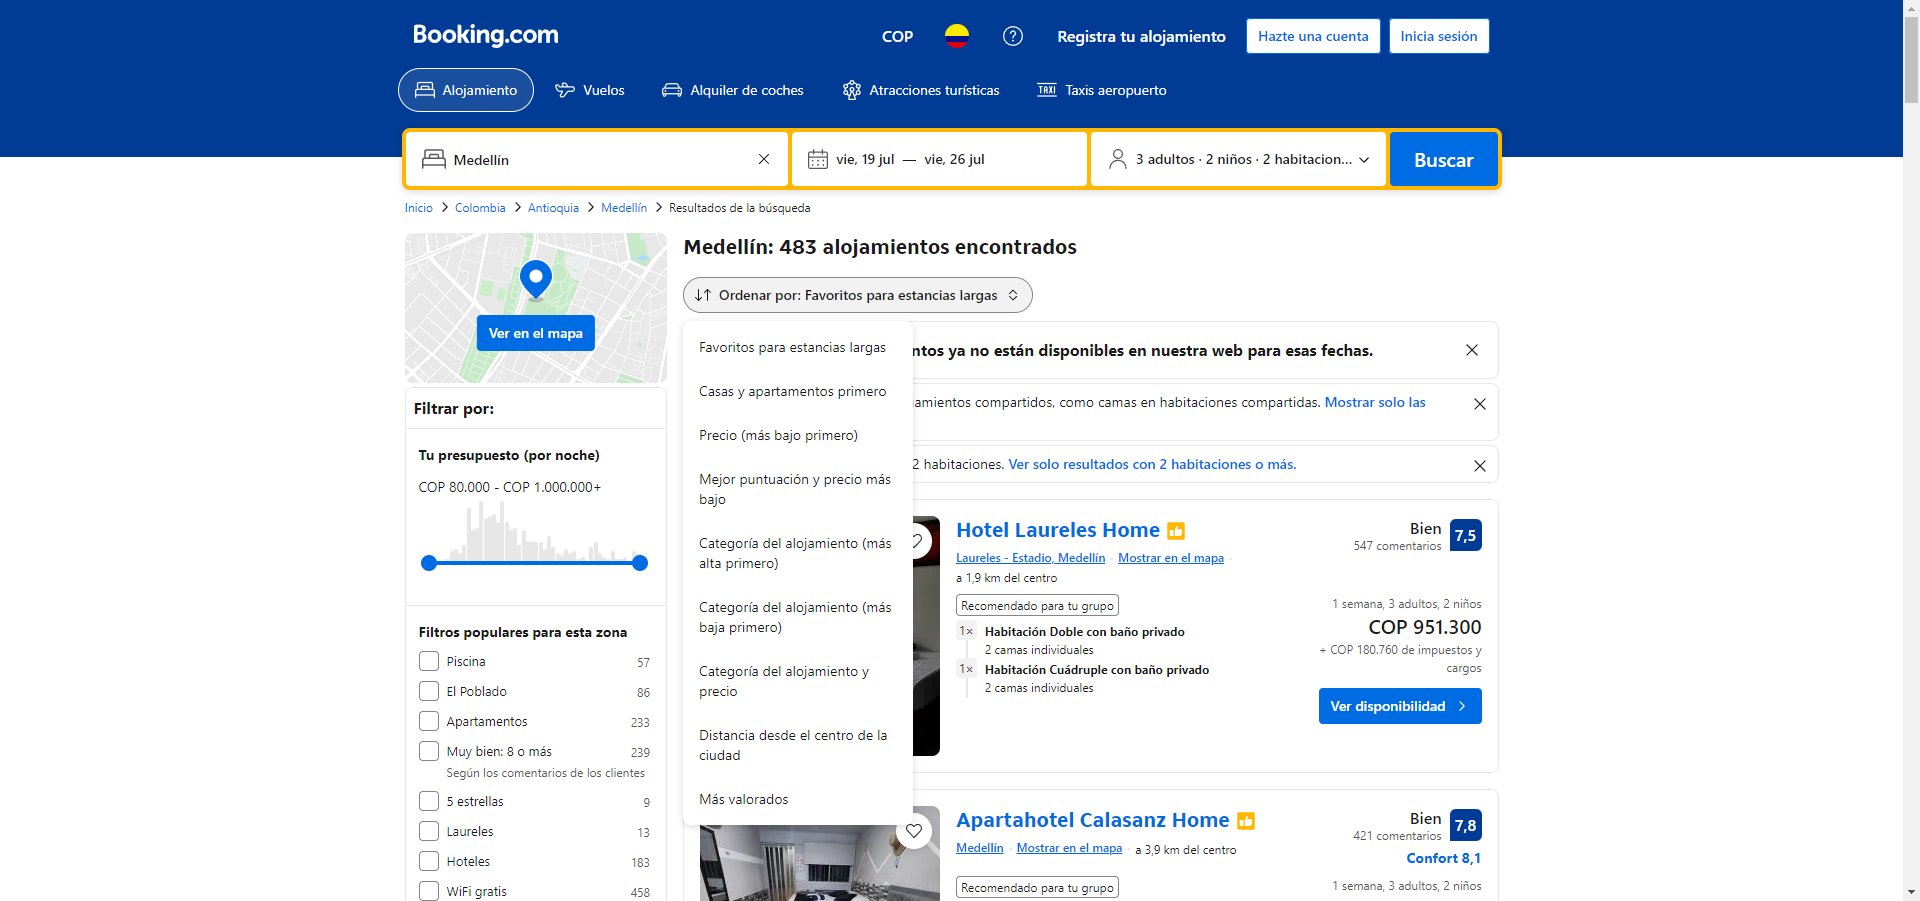 Booking.com
COP
Registra tu alojamiento
Hazte una cuenta
Inicia sesión
Alojamiento
Vuelos
Alquiler de coches
Atracciones turísticas
TAXI
Taxis aeropuerto
Medellín
vie, 19 jul — vie, 26 jul
3 adultos · 2 niños · 2 habitacion...
Buscar
Inicio
Colombia
Antioquia
Medellín
Resultados de la búsqueda
Ver en el mapa
Filtrar por:
Tu presupuesto (por noche)
COP 80.000 - COP 1.000.000+
Filtros populares para esta zona
Piscina 57
El Poblado 86
Apartamentos 233
Muy bien: 8 o más 239
Según los comentarios de los clientes
5 estrellas 9
Laureles 13
Hoteles 183
WiFi gratis 458
Medellín: 483 alojamientos encontrados
Ordenar por: Favoritos para estancias largas
Favoritos para estancias largas
Casas y apartamentos primero
Precio (más bajo primero)
Mejor puntuación y precio más
bajo
Categoría del alojamiento (más
alta primero)
Categoría del alojamiento (más
baja primero)
Categoría del alojamiento y
precio
Distancia desde el centro de la
ciudad
Más valorados
ntos ya no están disponibles en nuestra web para esas fechas.
amientos compartidos, como camas en habitaciones compartidas. Mostrar solo las
2 habitaciones. Ver solo resultados con 2 habitaciones o más.
Hotel Laureles Home
Laureles - Estadio, Medellín · Mostrar en el mapa ·
a 1,9 km del centro
Recomendado para tu grupo
1× Habitación Doble con baño privado
2 camas individuales
1× Habitación Cuádruple con baño privado
2 camas individuales
Bien
547 comentarios
7,5
1 semana, 3 adultos, 2 niños
COP 951.300
+ COP 180.760 de impuestos y
cargos
Ver disponibilidad
Apartahotel Calasanz Home
Medellín · Mostrar en el mapa · a 3,9 km del centro
Recomendado para tu grupo
Bien
421 comentarios
7,8
Confort 8,1
1 semana, 3 adultos, 2 niños